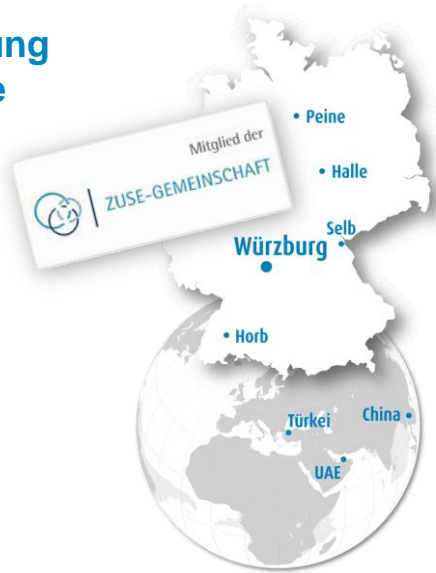 ung
e
Peine
Mitglied der
ZUSE-GEMEINSCHAFT
Halle
Selb
Würzburg
Horb
Türkei
China
UAE